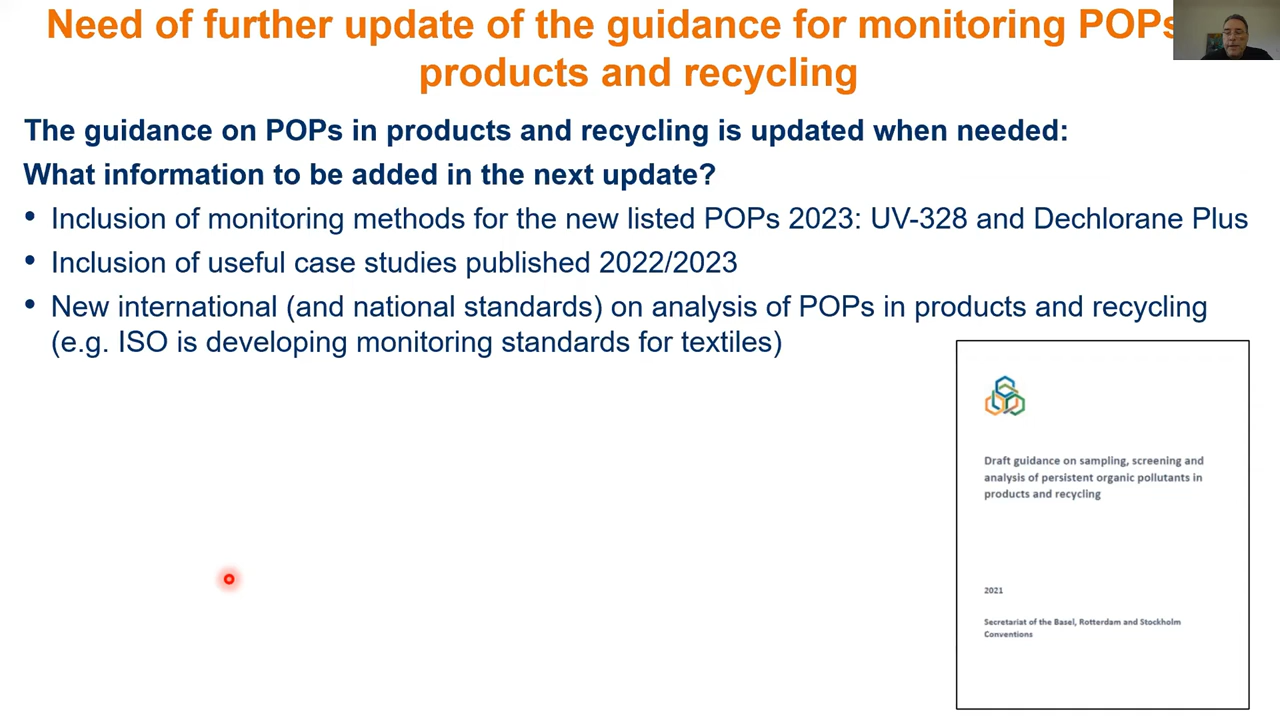 Need of further update of the guidance for monitoring POPs
products and recycling
The guidance on POPs in products and recycling is updated when needed:
What information to be added in the next update?
• Inclusion of monitoring methods for the new listed POPs 2023: UV-328 and Dechlorane Plus
• Inclusion of useful case studies published 2022/2023
• New international (and national standards) on analysis of POPs in products and recycling
(e.g. ISO is developing monitoring standards for textiles)
Draft guidance on sampling, screening and
analysis of persistent organic pollutants in
products and recycling
2021
Secretariat of the Basel, Rotterdam and Stockholm
Conventions